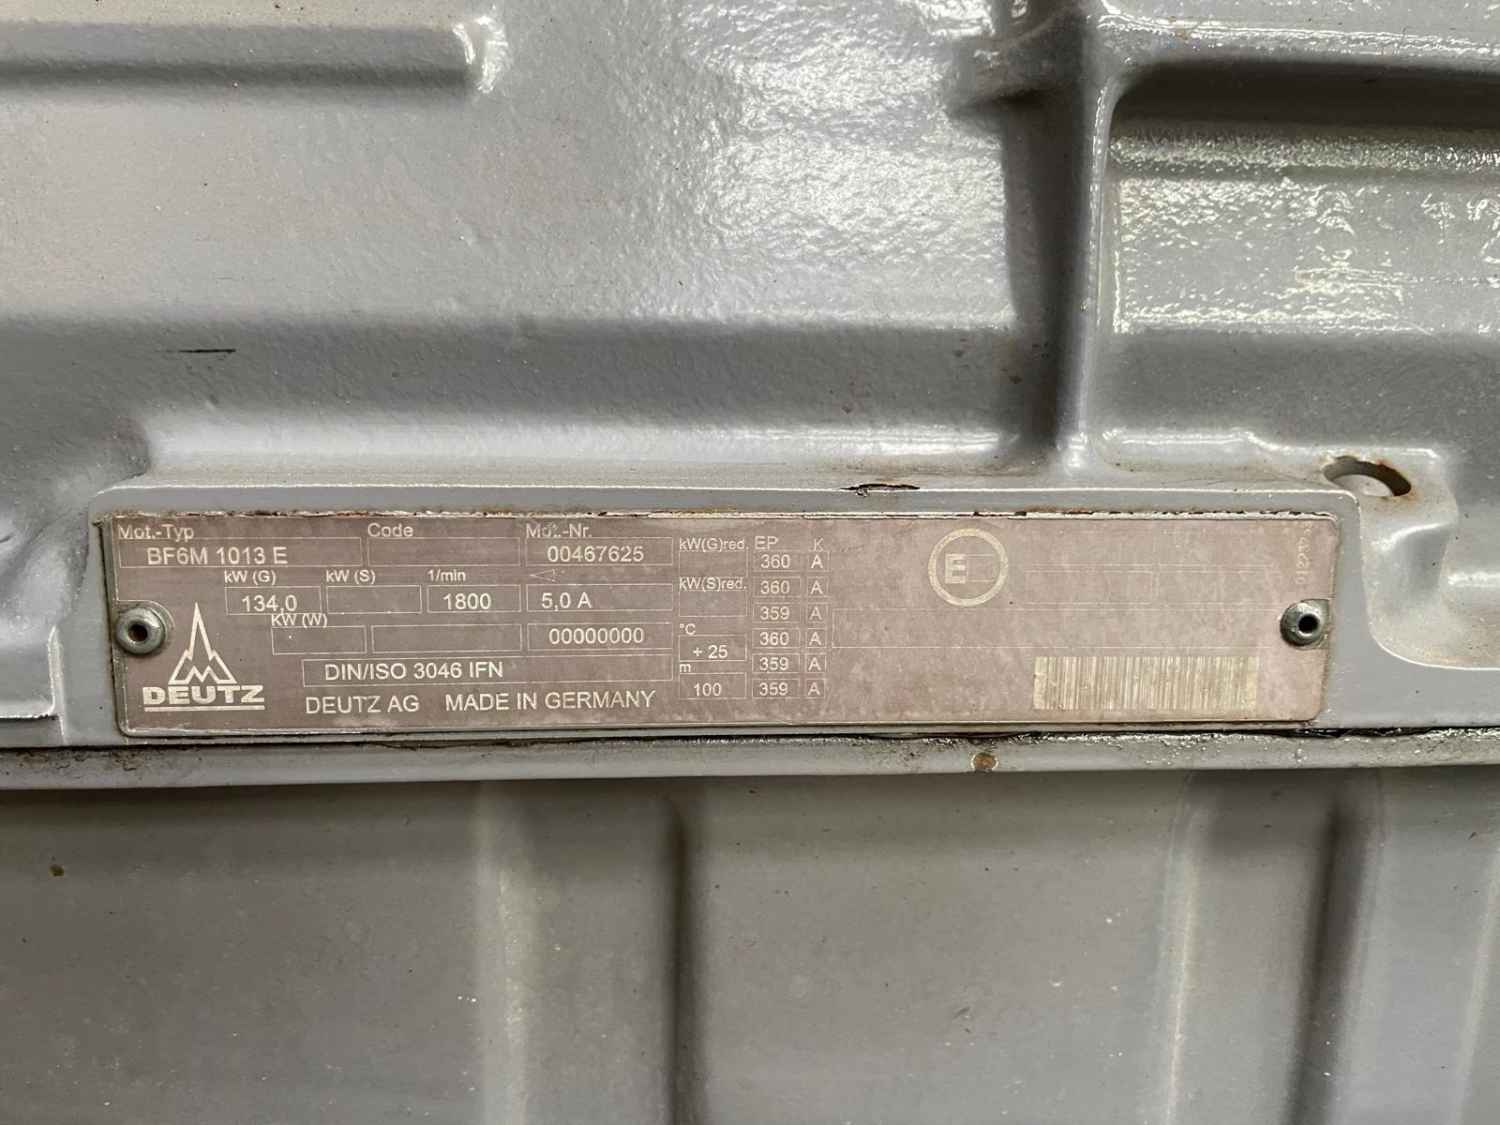 Mot.-Typ Code Mot.-Nr.
BF6M 1013 E 00467625
kW (G) kW (S) 1/min
134,0 1800 5,0 A
KW (W)
00000000
DIN/ISO 3046 IFN
DEUTZ
DEUTZ AG MADE IN GERMANY
kW(G)red. EP K
360 A
kW(S)red. 360 A
359 A
°C 360 A
+ 25
m 359 A
100 359 A
E